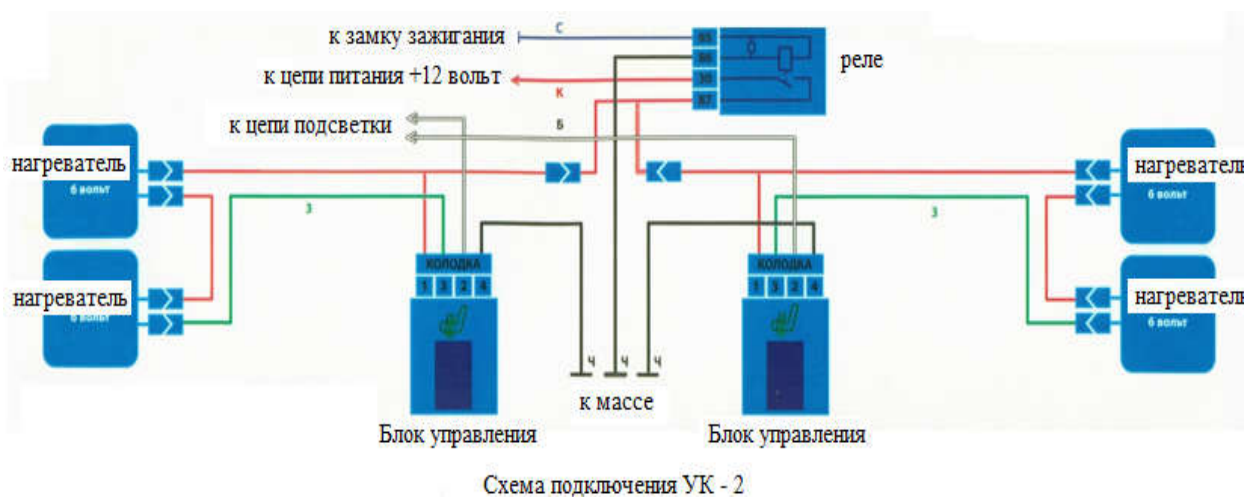 к замку зажигания
С
85
86
30
87
реле
к цепи питания +12 вольт
К
к цепи подсветки
Б
нагреватель
6 вольт
нагреватель
6 вольт
З
З
нагреватель
6 вольт
нагреватель
6 вольт
КОЛОДКА
1 3 2 4
КОЛОДКА
1 3 2 4
Ч Ч Ч
к массе
Блок управления
Блок управления
Схема подключения УК - 2